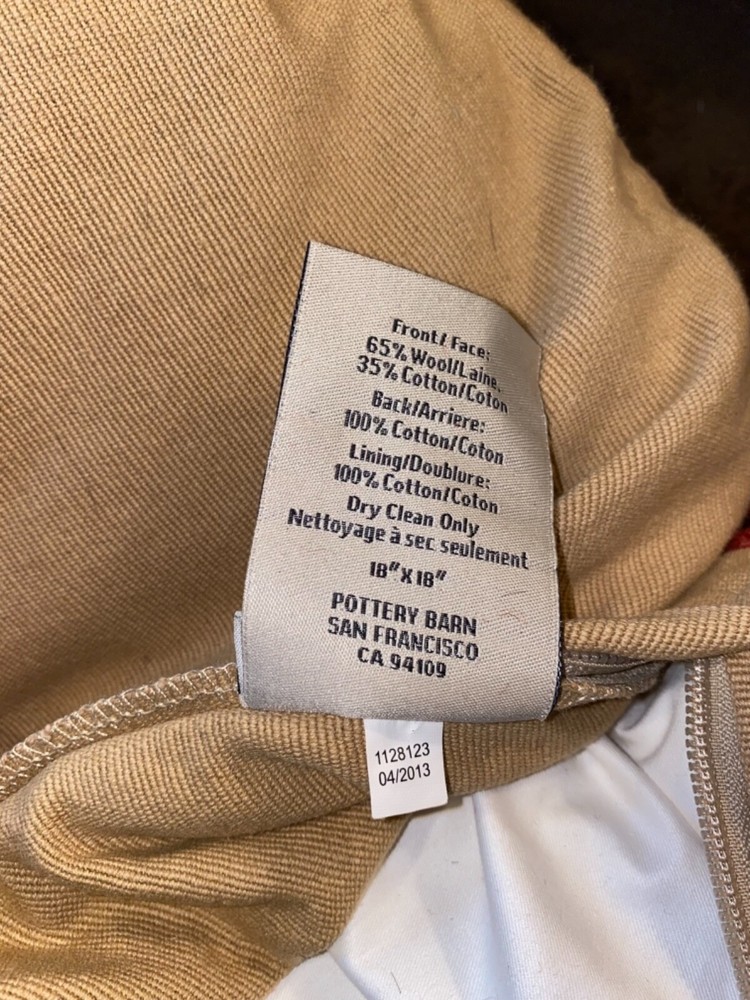 Front/Face:
65% Wool/Laine,
35% Cotton/Coton
Back/Arriere:
100% Cotton/Coton
Lining/Doublure:
100% Cotton/Coton
Dry Clean Only
Nettoyage à sec seulement
18" X 18"
POTTERY BARN
SAN FRANCISCO
CA 94109
1128123
04/2013